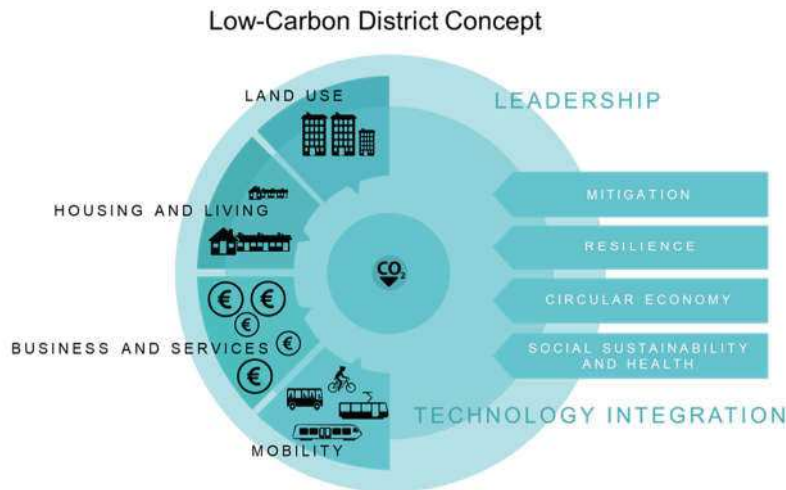 Low-Carbon District Concept
LAND USE
LEADERSHIP
MITIGATION
HOUSING AND LIVING
RESILIENCE
CO₂
CIRCULAR ECONOMY
€
€
€
€
€
BUSINESS AND SERVICES
SOCIAL SUSTAINABILITY
AND HEALTH
TECHNOLOGY INTEGRATION
MOBILITY